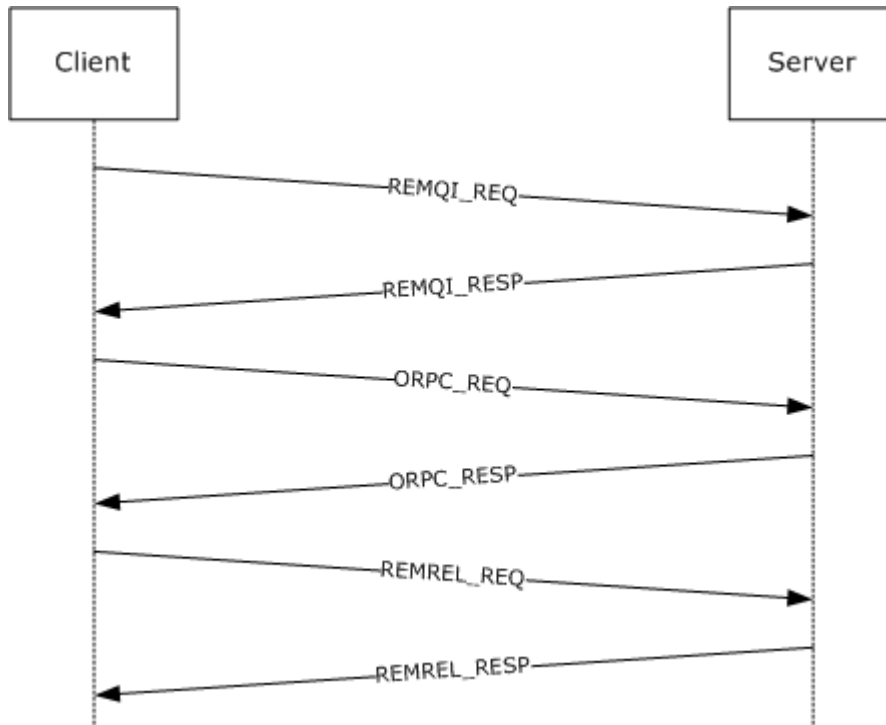 Client
Server
REMQI_REQ
REMQI_RESP
ORPC_REQ
ORPC_RESP
REMREL_REQ
REMREL_RESP